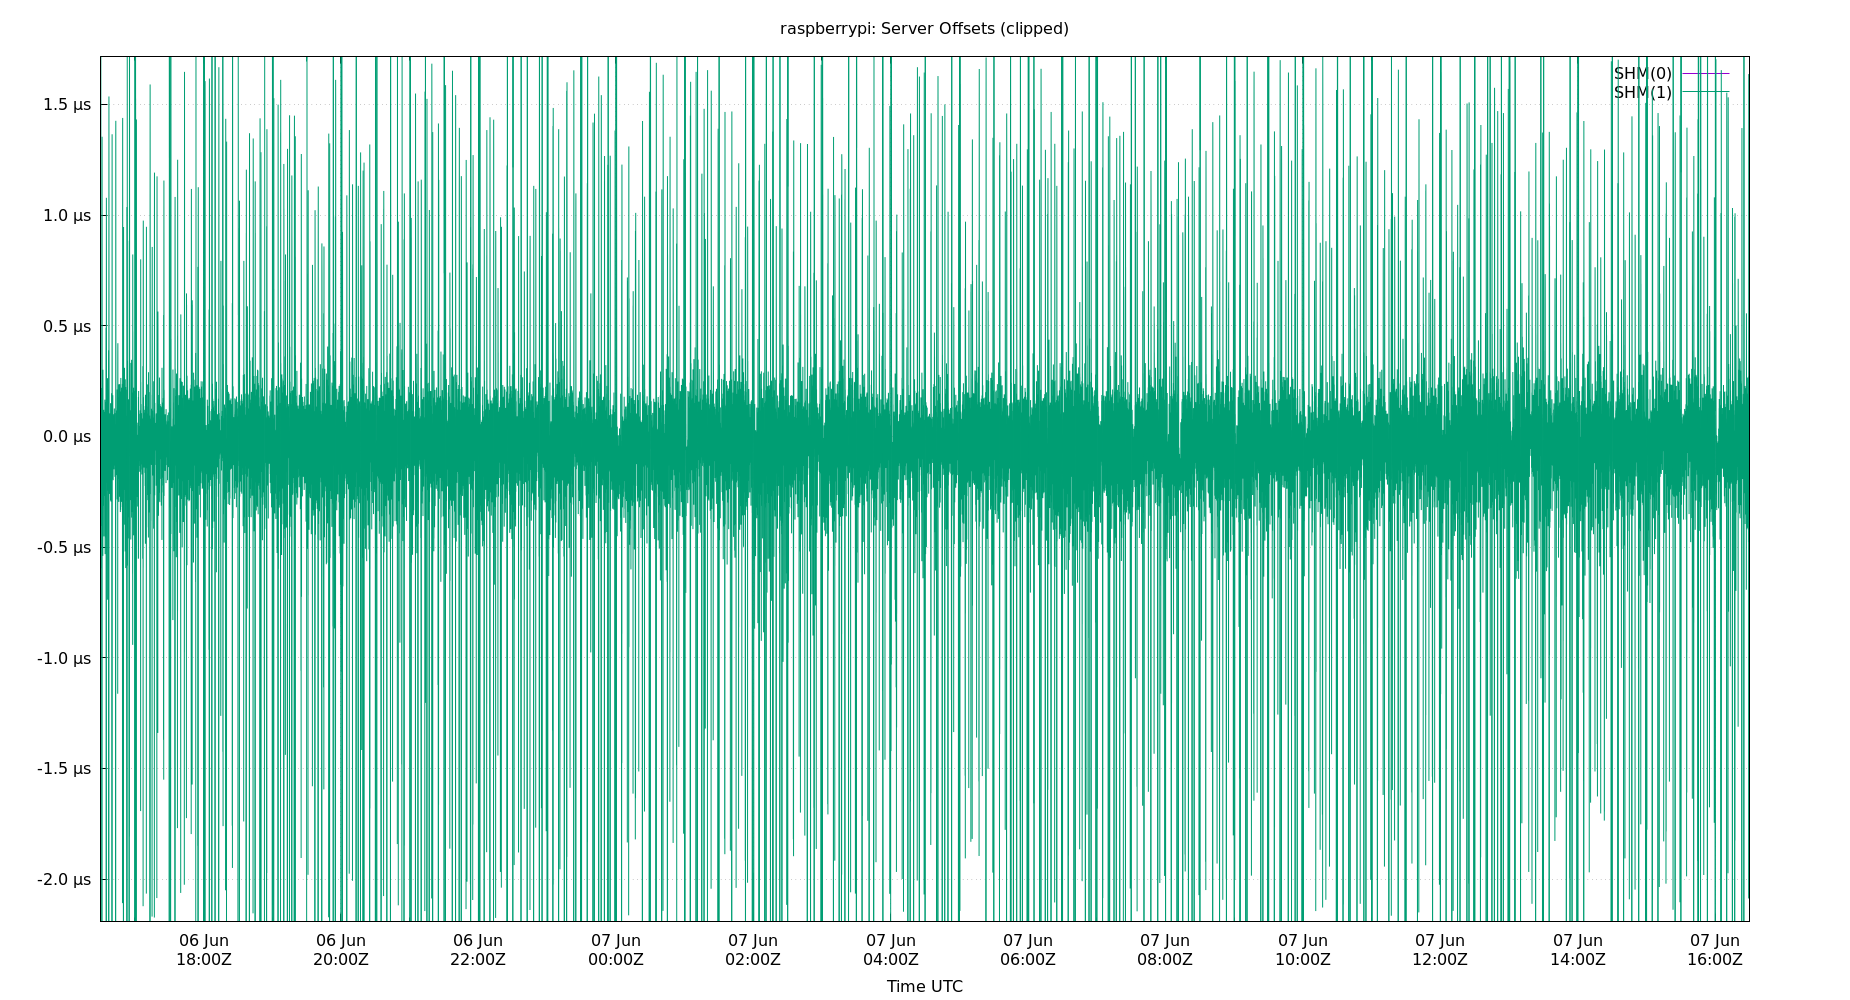 raspberrypi: Server Offsets (clipped)
SHM(0)
SHM(1)
1.5 µs
1.0 µs
0.5 µs
0.0 µs
-0.5 µs
-1.0 µs
-1.5 µs
-2.0 µs
06 Jun 06 Jun 06 Jun 07 Jun 07 Jun 07 Jun 07 Jun 07 Jun 07 Jun 07 Jun 07 Jun 07 Jun
18:00Z 20:00Z 22:00Z 00:00Z 02:00Z 04:00Z 06:00Z 08:00Z 10:00Z 12:00Z 14:00Z 16:00Z
Time UTC